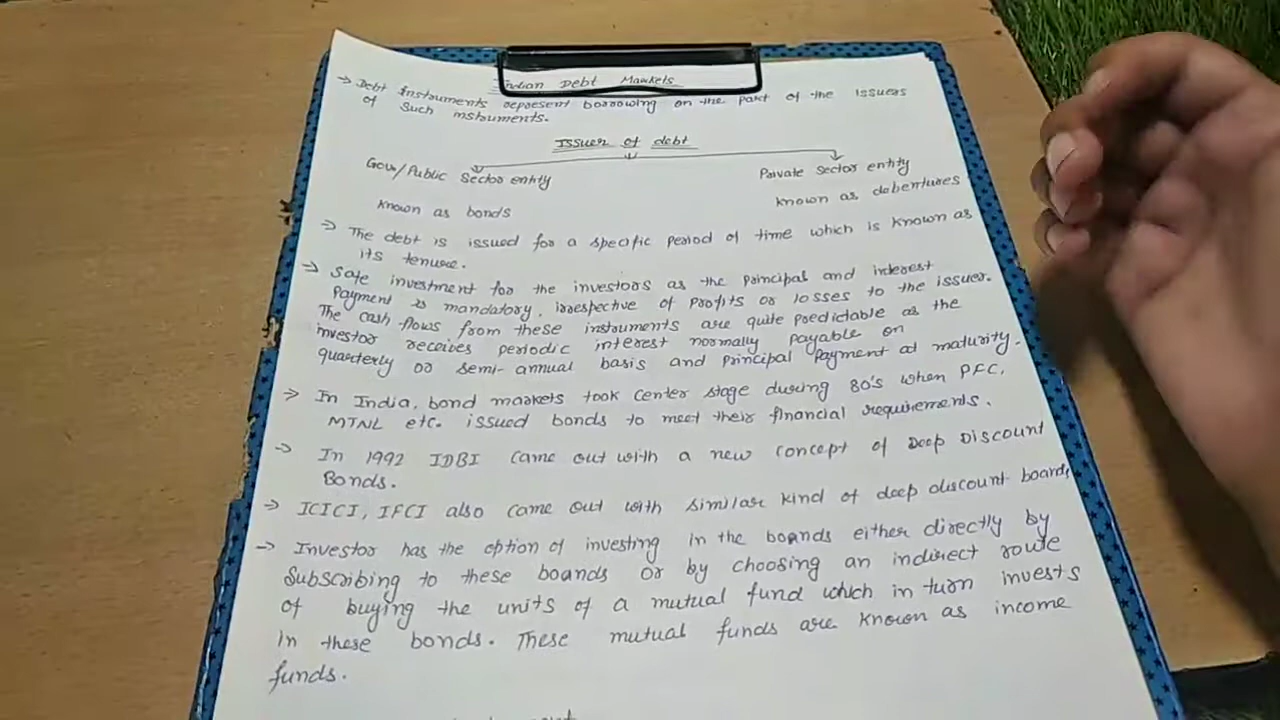 Indian Debt Markets
→ Debt Instruments represent borrowing on the part of the issuers
of such instruments.
Issuer of debt
Gov/Public Sector entity
Private Sector entity
Known as bonds
Known as debentures
→ The debt is issued for a specific period of time which is known as
its tenure.
→ Safe investment for the investors as the principal and interest
Payment is mandatory, irrespective of profits or losses to the issuer.
The cash flows from these instruments are quite predictable as the
investor receives periodic interest normally payable on
quarterly or semi-annual basis and principal payment at maturity.
→ In India, bond markets took center stage during 80's when PFC,
MTNL etc. issued bonds to meet their financial requirements.
→ In 1992 IDBI came out with a new concept of Deep Discount
Bonds.
→ ICICI, IFCI also came out with similar kind of deep discount boards
→ Investor has the option of investing in the boands either directly by
Subscribing to these boands or by choosing an indirect route
of buying the units of a mutual fund which in turn invests
in these bonds. These mutual funds are known as income
funds.